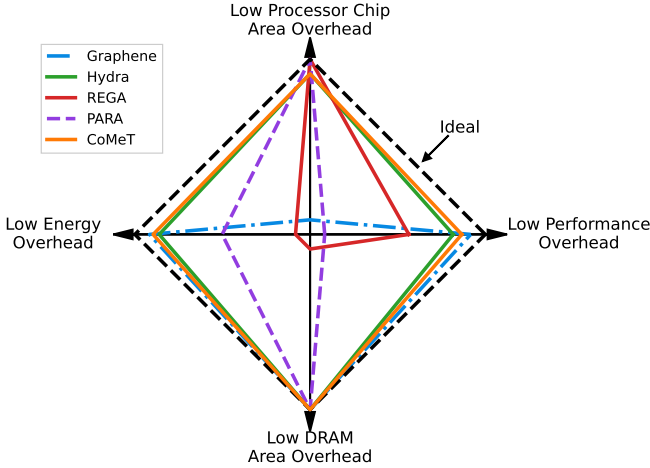 Low Processor Chip
Area Overhead
Graphene
Hydra
REGA
PARA
CoMeT
Ideal
Low Energy
Overhead
Low Performance
Overhead
Low DRAM
Area Overhead